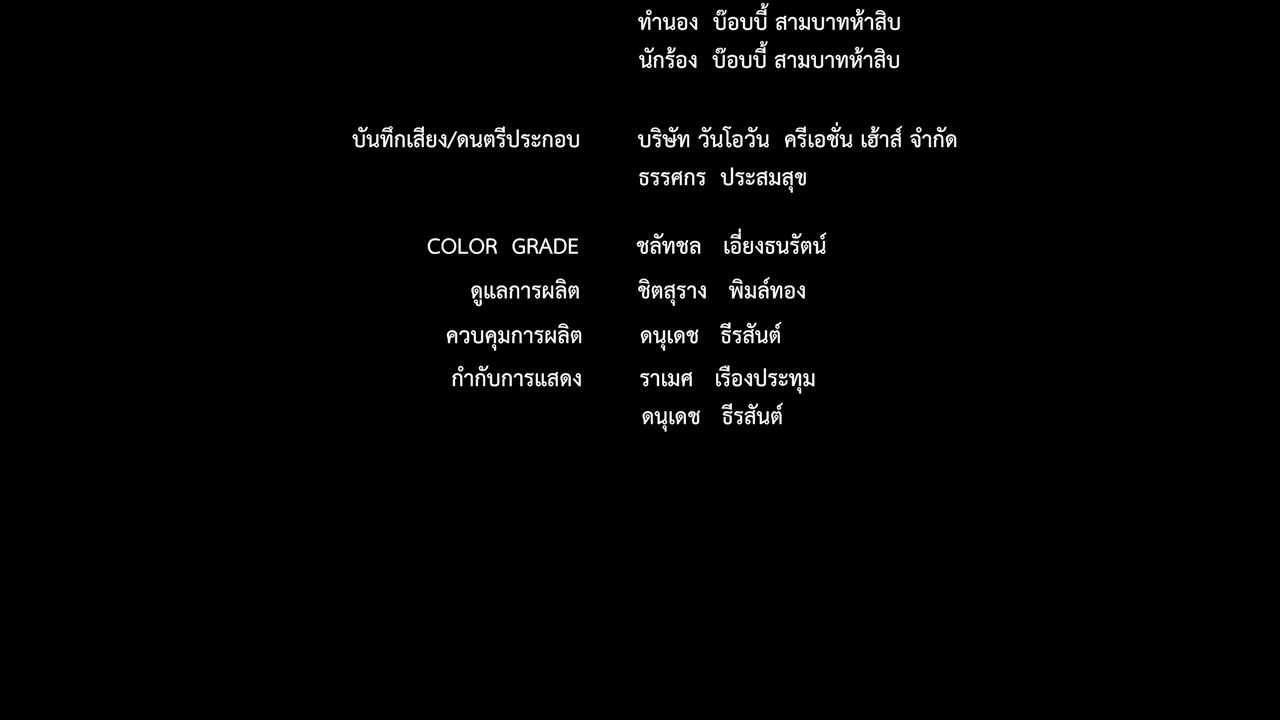 ทำนอง บ๊อบบี้ สามบาทห้าสิบ
นักร้อง บ๊อบบี้ สามบาทห้าสิบ
บันทึกเสียง/ดนตรีประกอบ บริษัท วันโอวัน ครีเอชั่น เฮ้าส์ จำกัด
ธรรศกร ประสมสุข
COLOR GRADE ชลัทชล เอี่ยงธนรัตน์
ดูแลการผลิต ชิตสุราง พิมล์ทอง
ควบคุมการผลิต ดนุเดช ธีรสันต์
กำกับการแสดง ราเมศ เรืองประทุม
ดนุเดช ธีรสันต์